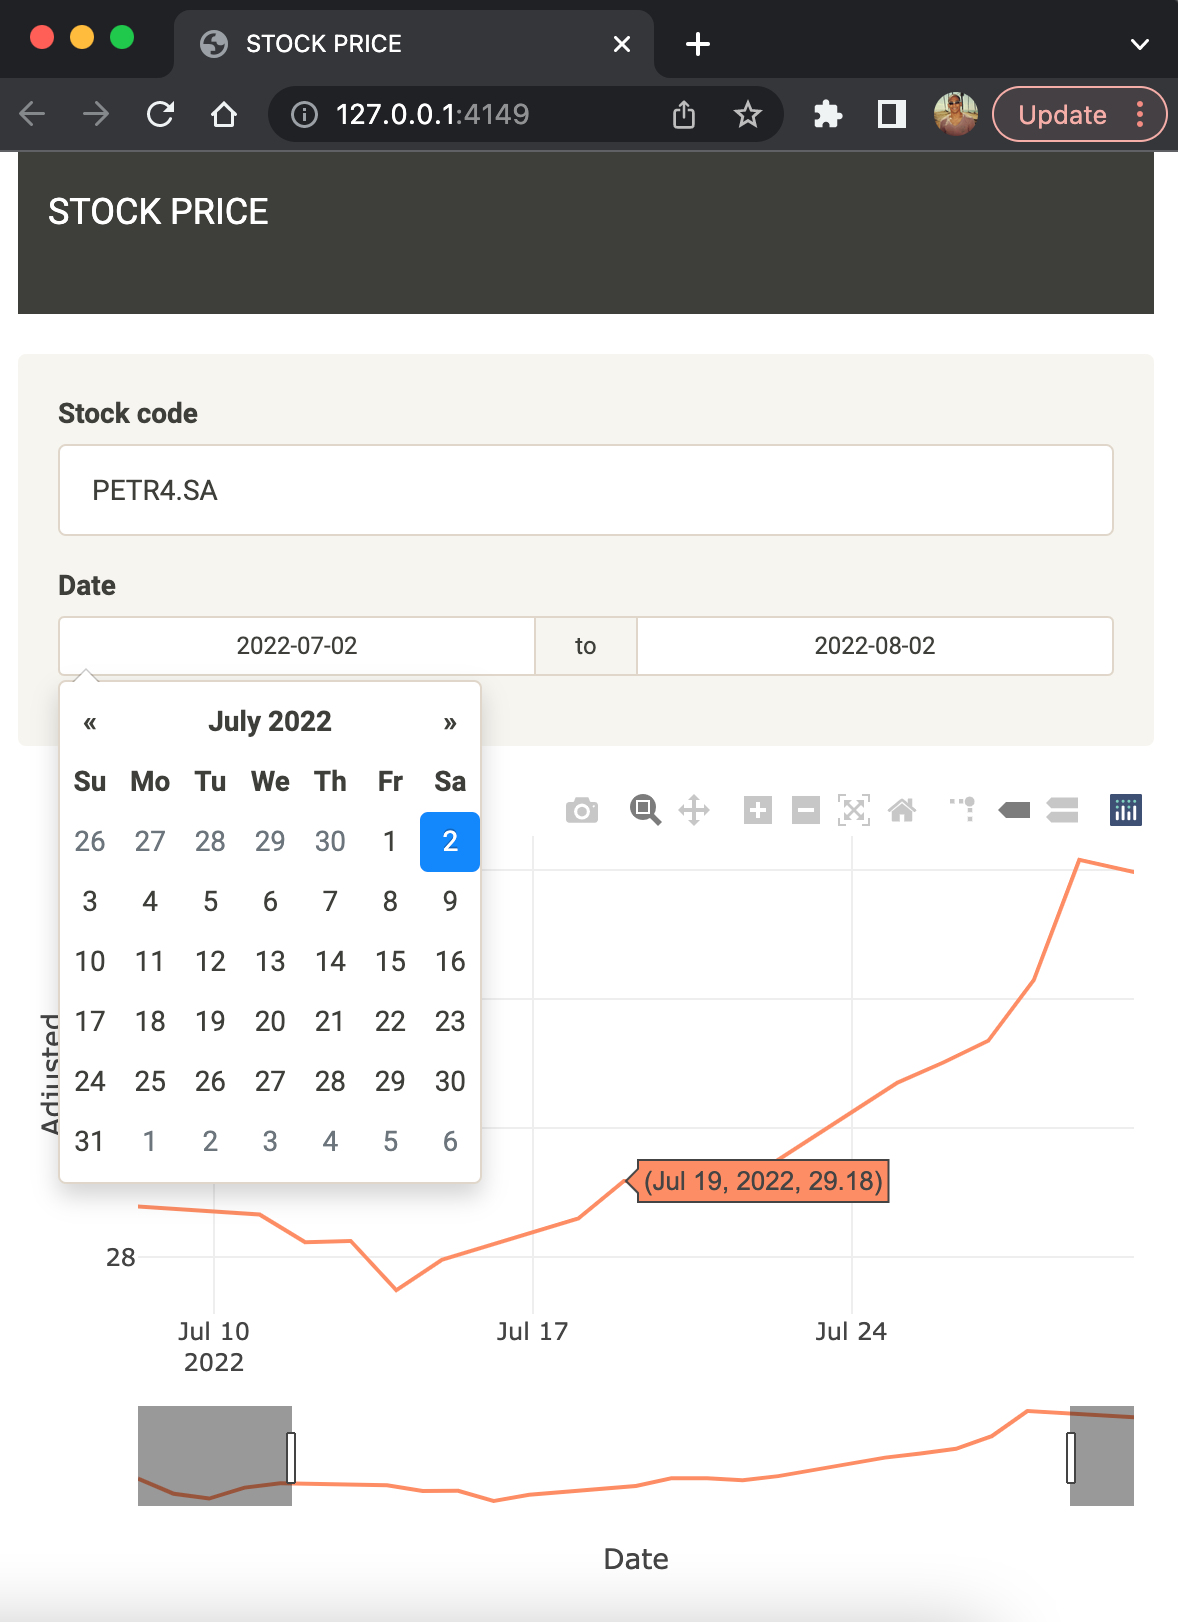 STOCK PRICE
127.0.0.1:4149
Update
STOCK PRICE
Stock code
PETR4.SA
Date
2022-07-02 to 2022-08-02
« July 2022 »
Su Mo Tu We Th Fr Sa
26 27 28 29 30 1 2
3 4 5 6 7 8 9
10 11 12 13 14 15 16
17 18 19 20 21 22 23
24 25 26 27 28 29 30
31 1 2 3 4 5 6
Adjusted
(Jul 19, 2022, 29.18)
28
Jul 10 Jul 17 Jul 24
2022
Date